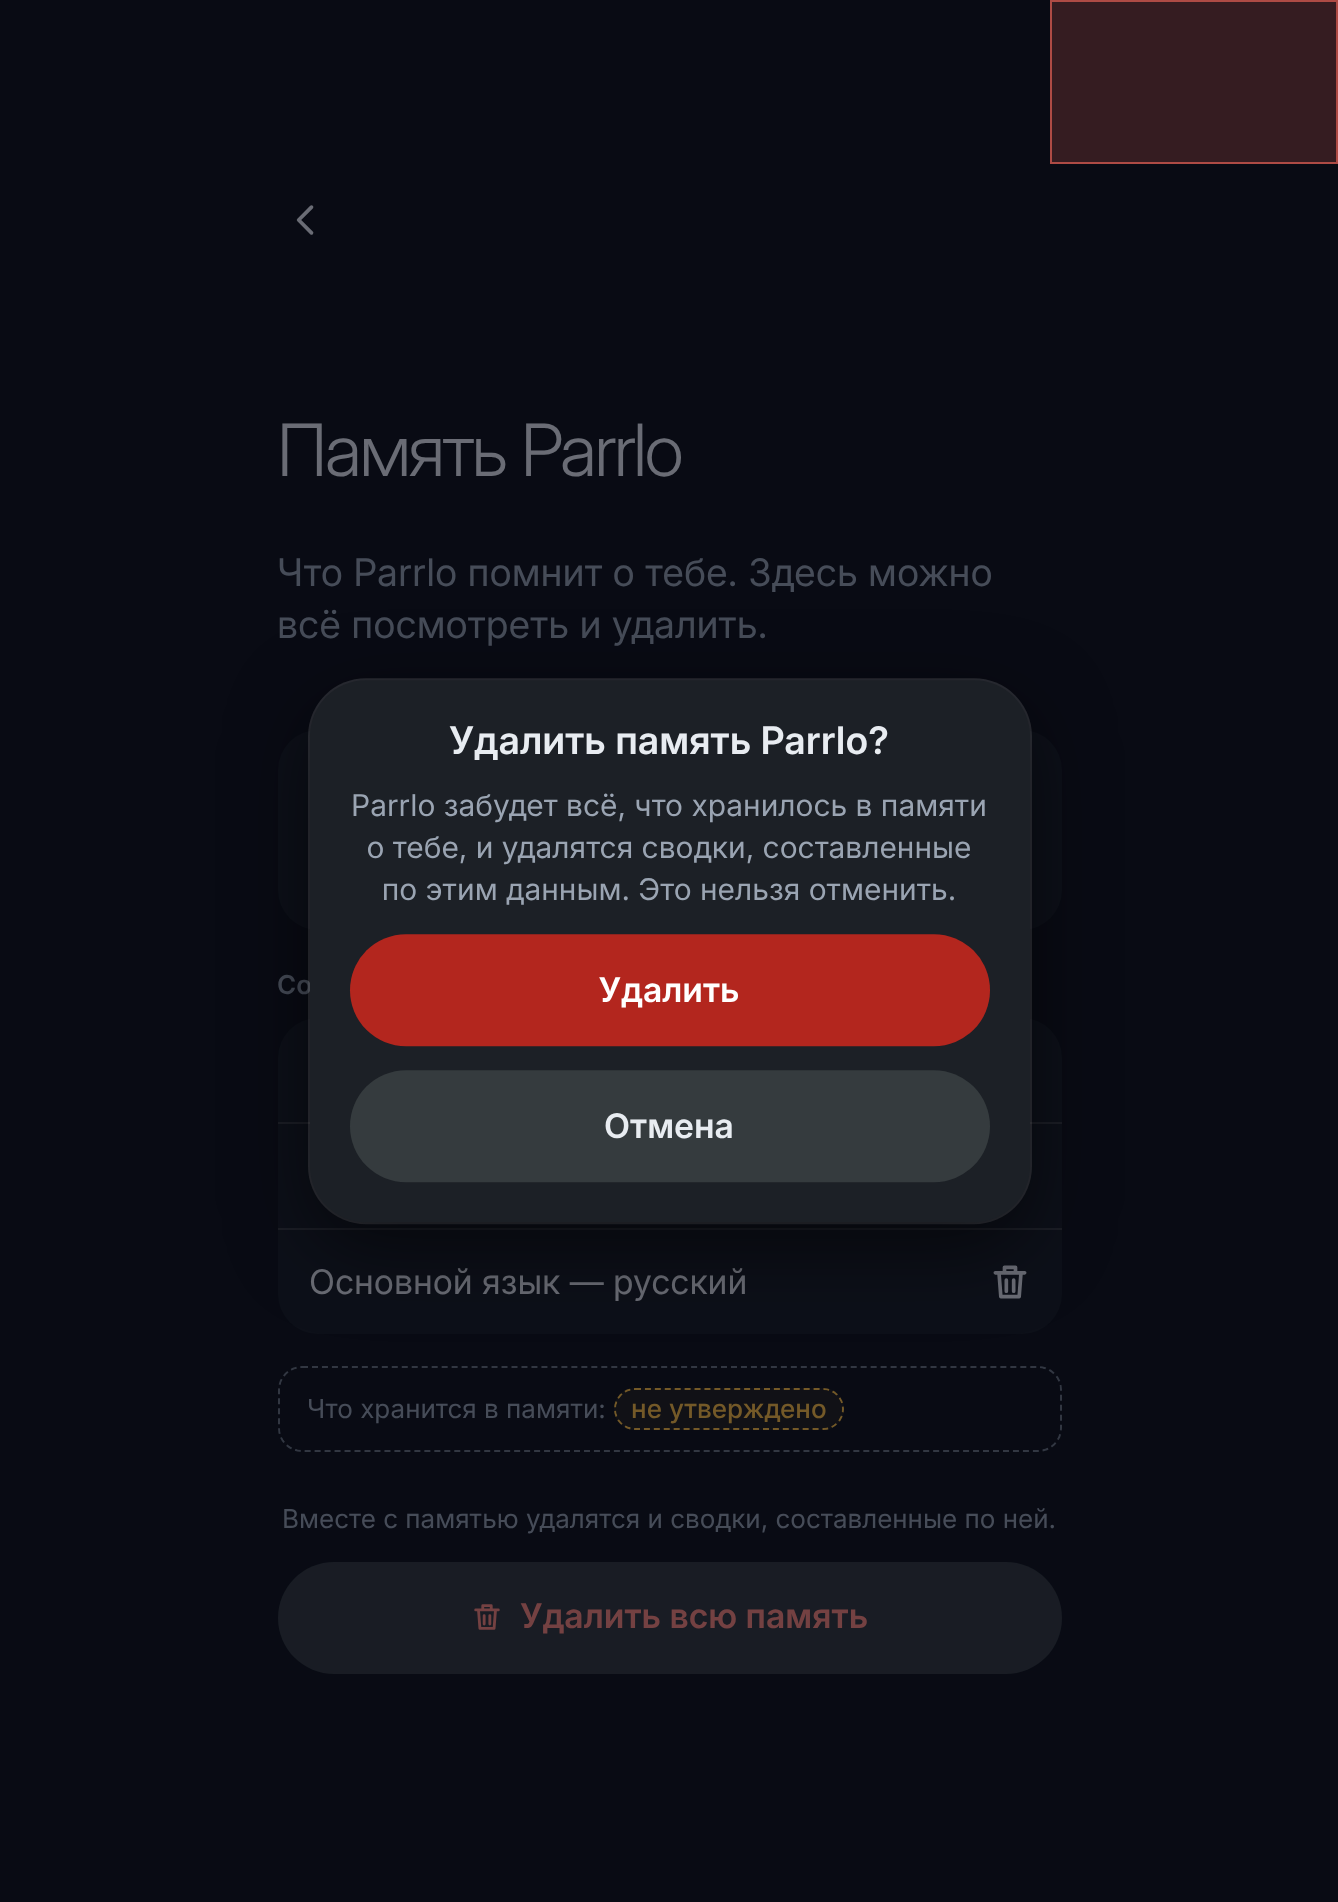 Память Parrlo
Что Parrlo помнит о тебе. Здесь можно
всё посмотреть и удалить.
Удалить память Parrlo?
Parrlo забудет всё, что хранилось в памяти
о тебе, и удалятся сводки, составленные
по этим данным. Это нельзя отменить.
Удалить
Отмена
Основной язык — русский
Что хранится в памяти: не утверждено
Вместе с памятью удалятся и сводки, составленные по ней.
Удалить всю память